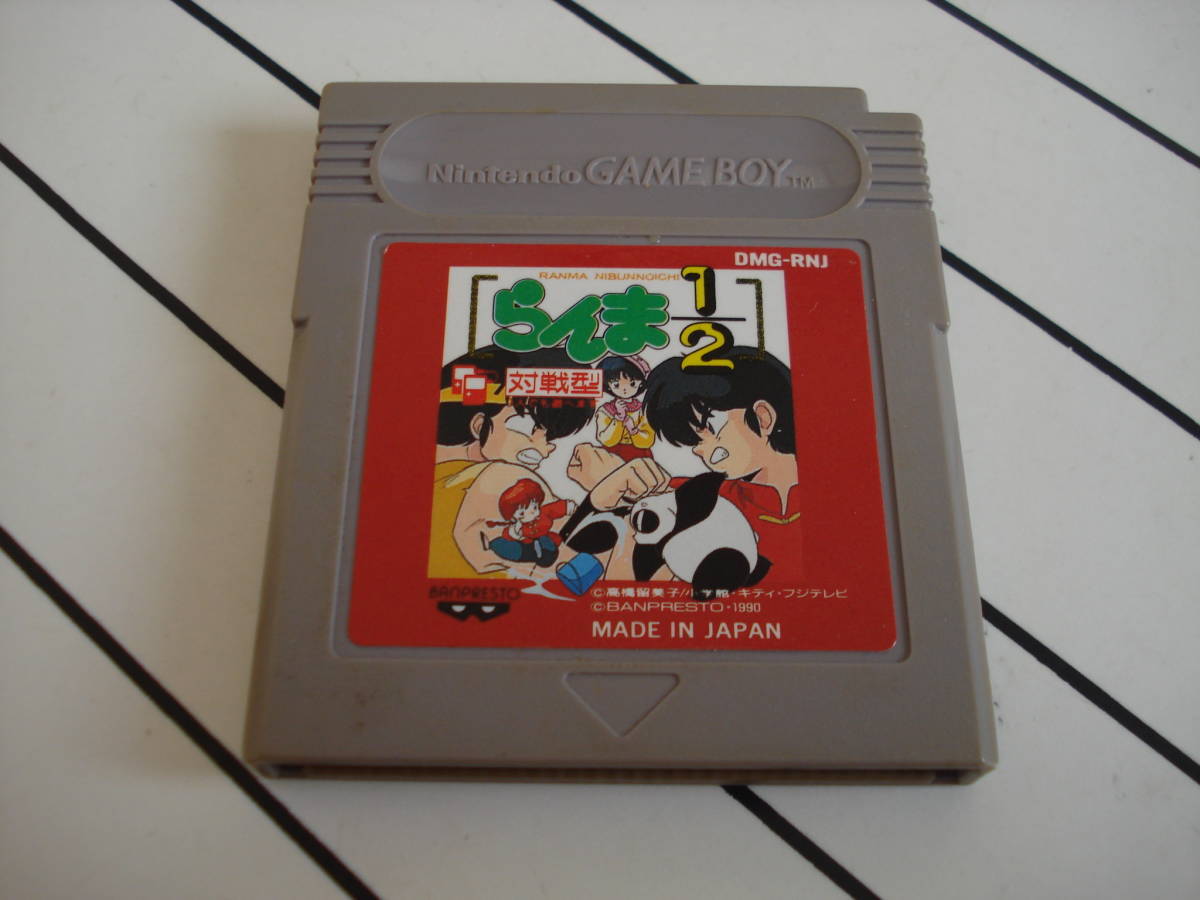 Nintendo GAME BOY TM
DMG-RNJ
RANMA NIBUNNOICHI
らんま1/2
対戦型
BANPRESTO
©高橋留美子/小学館・キティ・フジテレビ
©BANPRESTO・1990
MADE IN JAPAN